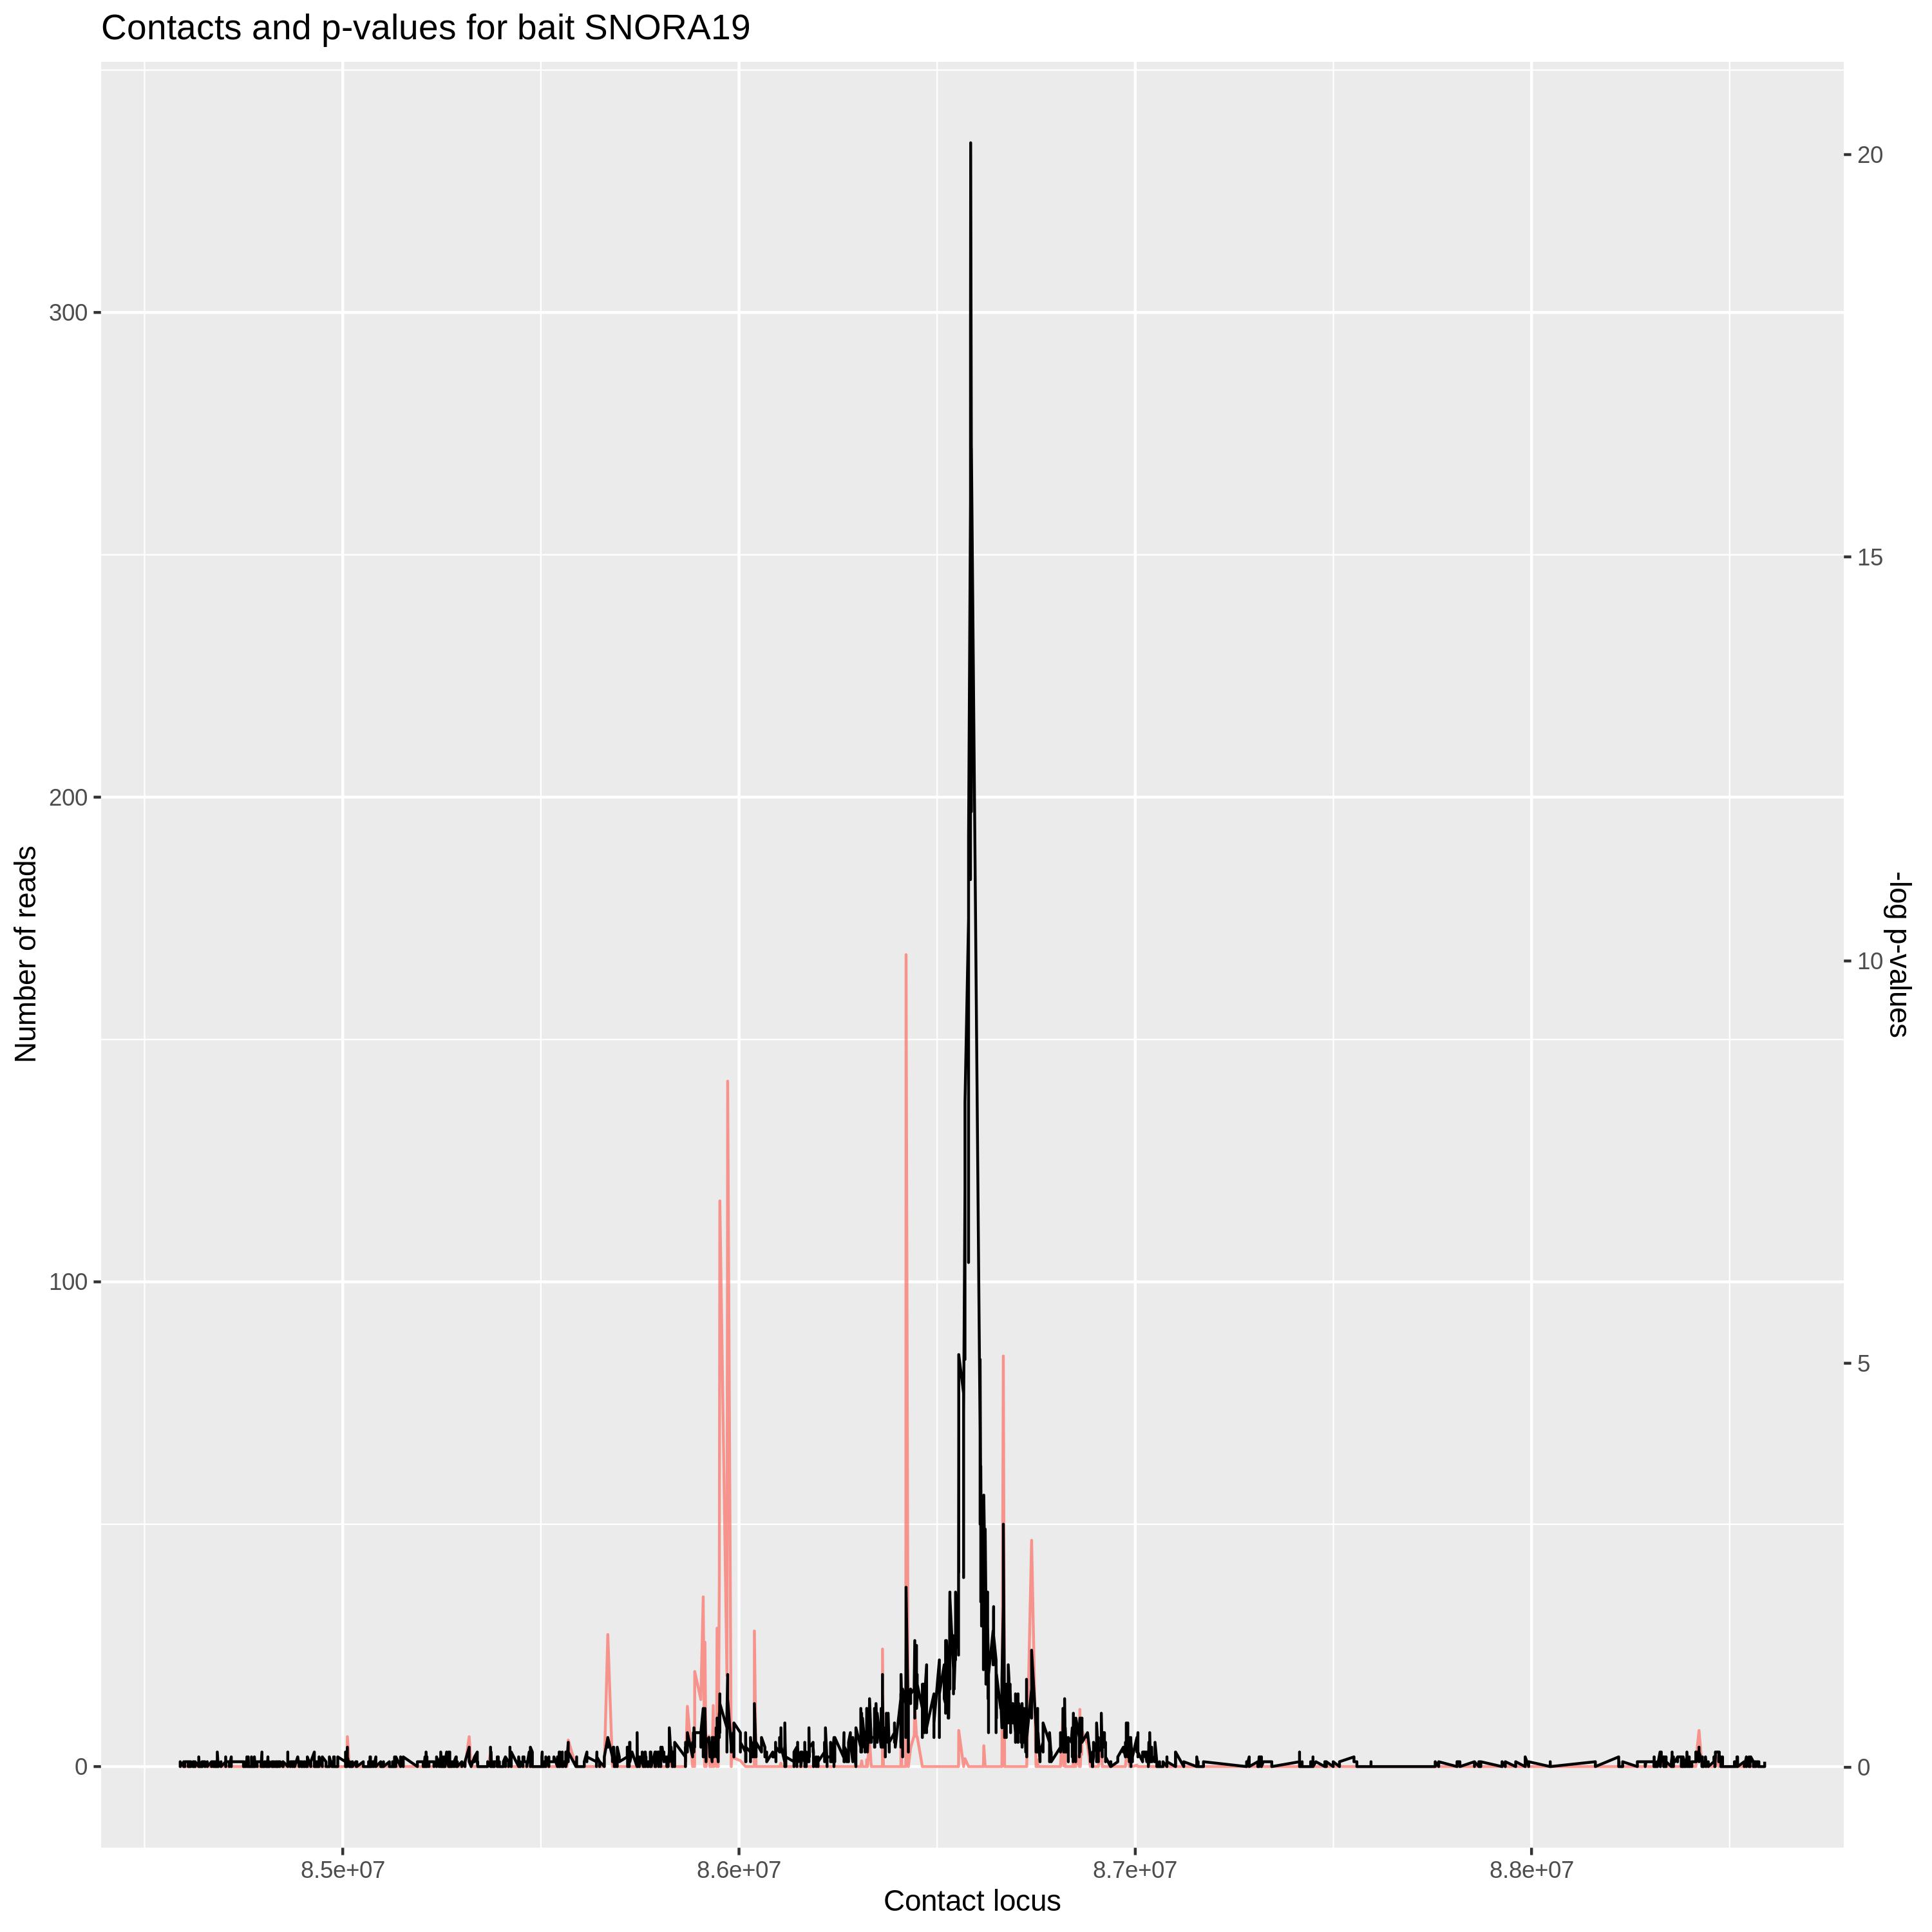 Contacts and p-values for bait SNORA19
Number of reads
300
200
100
0
20
15
10
5
0
-log p-values
8.5e+07 8.6e+07 8.7e+07 8.8e+07
Contact locus